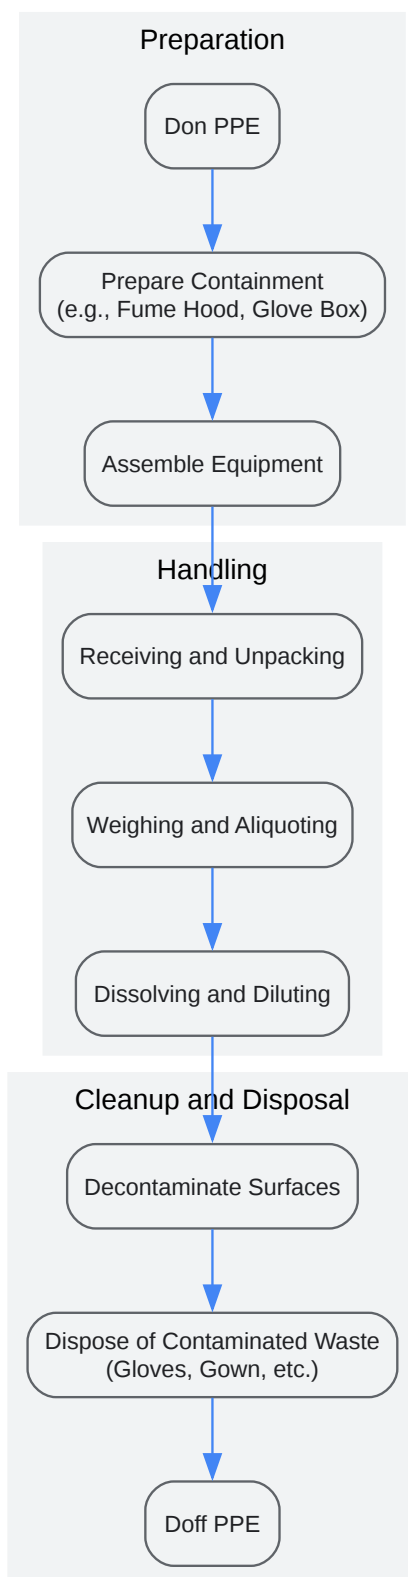 Preparation
Don PPE
Prepare Containment
(e.g., Fume Hood, Glove Box)
Assemble Equipment
Handling
Receiving and Unpacking
Weighing and Aliquoting
Dissolving and Diluting
Cleanup and Disposal
Decontaminate Surfaces
Dispose of Contaminated Waste
(Gloves, Gown, etc.)
Doff PPE